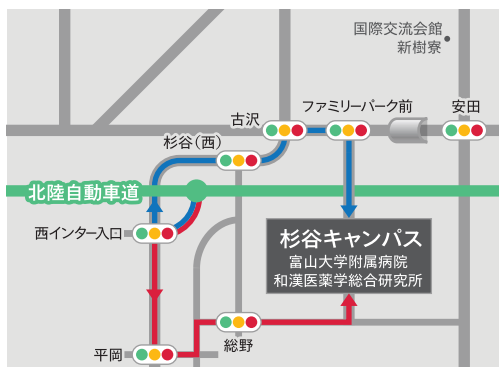 国際交流会館
新樹寮
ファミリーパーク前
安田
古沢
杉谷(西)
北陸自動車道
西インター入口
杉谷キャンパス
富山大学附属病院
和漢医薬学総合研究所
総野
平岡